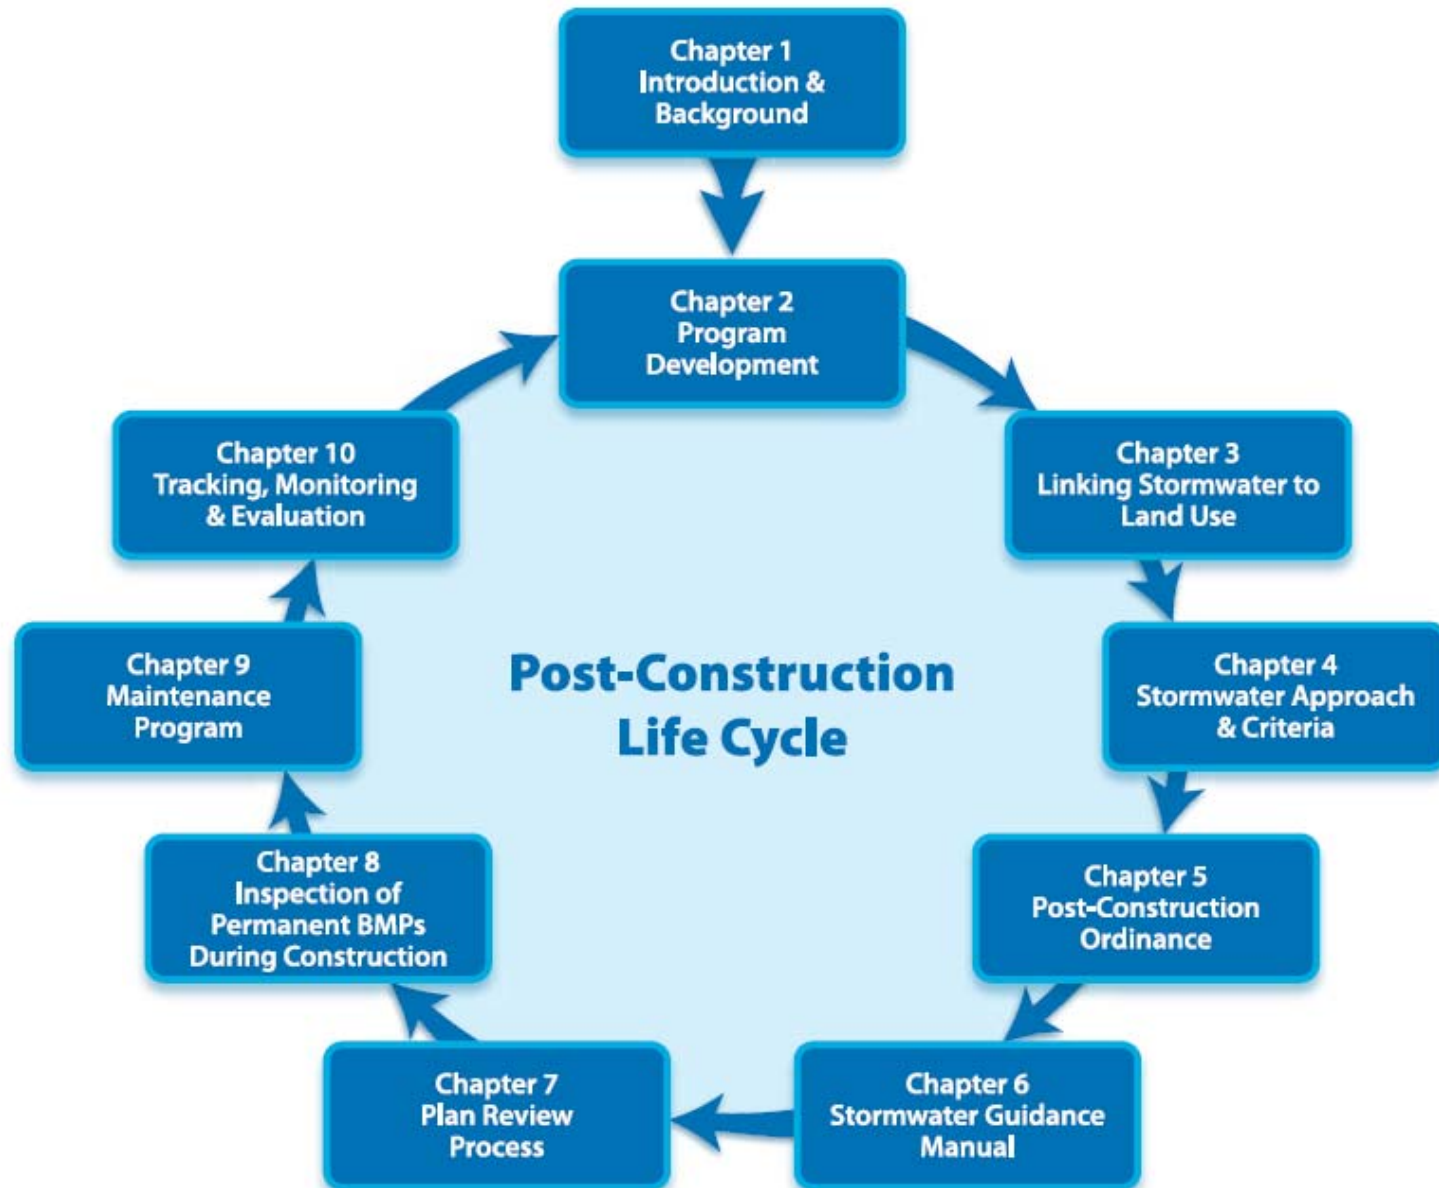 Chapter 1
Introduction &
Background
Chapter 2
Program
Development
Chapter 3
Linking Stormwater to
Land Use
Chapter 4
Stormwater Approach
& Criteria
Chapter 5
Post-Construction
Ordinance
Chapter 6
Stormwater Guidance
Manual
Chapter 7
Plan Review
Process
Chapter 8
Inspection of
Permanent BMPs
During Construction
Chapter 9
Maintenance
Program
Chapter 10
Tracking, Monitoring
& Evaluation
Post-Construction
Life Cycle